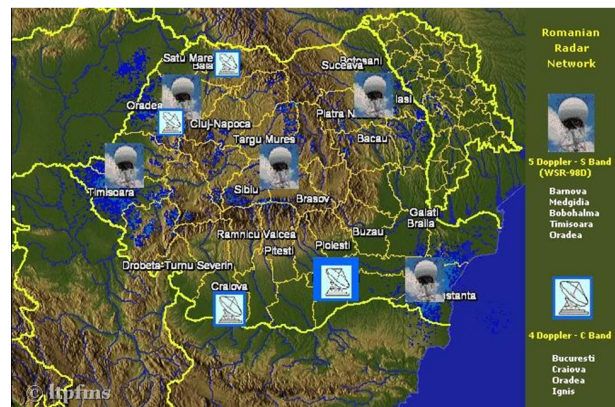 Romanian
Radar
Network
5 Doppler - S Band
(WSR-98D)
Barnova
Medgidia
Bobohalma
Timisoara
Oradea
4 Doppler - C Band
Bucuresti
Craiova
Oradea
Ignis
Satu Mare
Suceava
Botosani
Oradea
Iasi
Cluj-Napoca
Piatra N
Targu Mures
Bacau
Timisoara
Sibiu
Brasov
Galati
Braila
Ramnicu Valcea
Buzau
Pitesti
Ploiesti
Drobeta-Turnu Severin
Craiova
nstanta